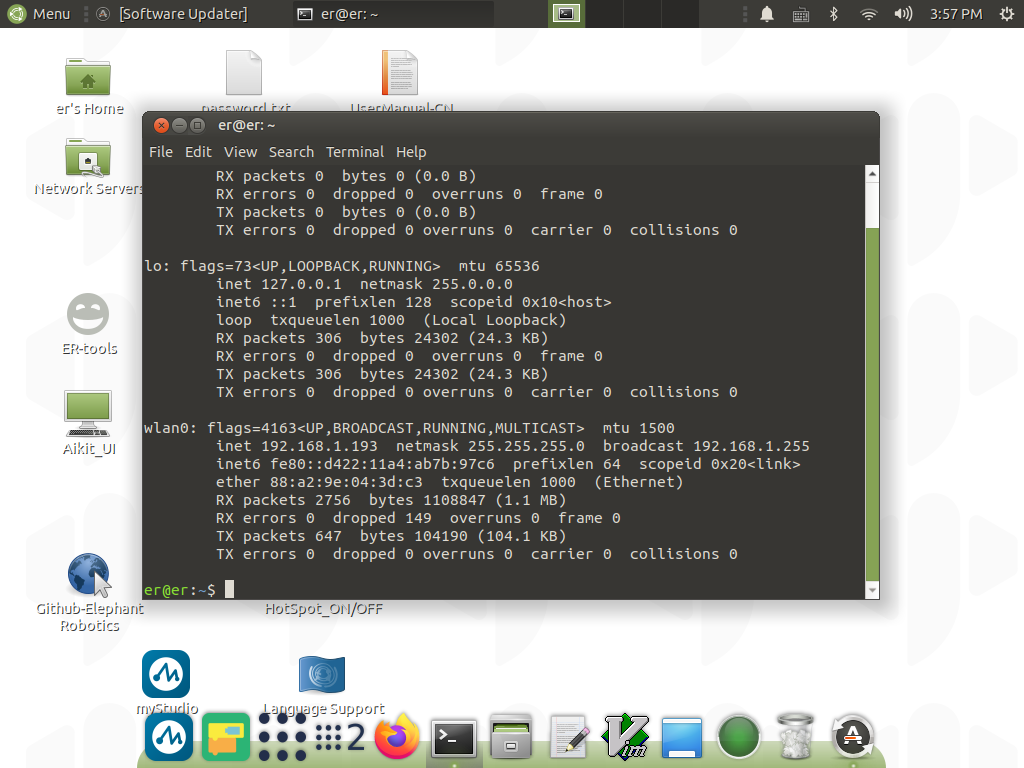 Menu [Software Updater] er@er: ~ 3:57 PM
er's Home
password.txt
UserManual-CN
Network Servers
ER-tools
Aikit_UI
Github-Elephant
Robotics
er@er: ~
File Edit View Search Terminal Help
RX packets 0 bytes 0 (0.0 B)
RX errors 0 dropped 0 overruns 0 frame 0
TX packets 0 bytes 0 (0.0 B)
TX errors 0 dropped 0 overruns 0 carrier 0 collisions 0
lo: flags=73<UP,LOOPBACK,RUNNING> mtu 65536
inet 127.0.0.1 netmask 255.0.0.0
inet6 ::1 prefixlen 128 scopeid 0x10<host>
loop txqueuelen 1000 (Local Loopback)
RX packets 306 bytes 24302 (24.3 KB)
RX errors 0 dropped 0 overruns 0 frame 0
TX packets 306 bytes 24302 (24.3 KB)
TX errors 0 dropped 0 overruns 0 carrier 0 collisions 0
wlan0: flags=4163<UP,BROADCAST,RUNNING,MULTICAST> mtu 1500
inet 192.168.1.193 netmask 255.255.255.0 broadcast 192.168.1.255
inet6 fe80::d422:11a4:ab7b:97c6 prefixlen 64 scopeid 0x20<link>
ether 88:a2:9e:04:3d:c3 txqueuelen 1000 (Ethernet)
RX packets 2756 bytes 1108847 (1.1 MB)
RX errors 0 dropped 149 overruns 0 frame 0
TX packets 647 bytes 104190 (104.1 KB)
TX errors 0 dropped 0 overruns 0 carrier 0 collisions 0
er@er:~$
HotSpot_ON/OFF
myStudio
Language Support
2
Vim
A